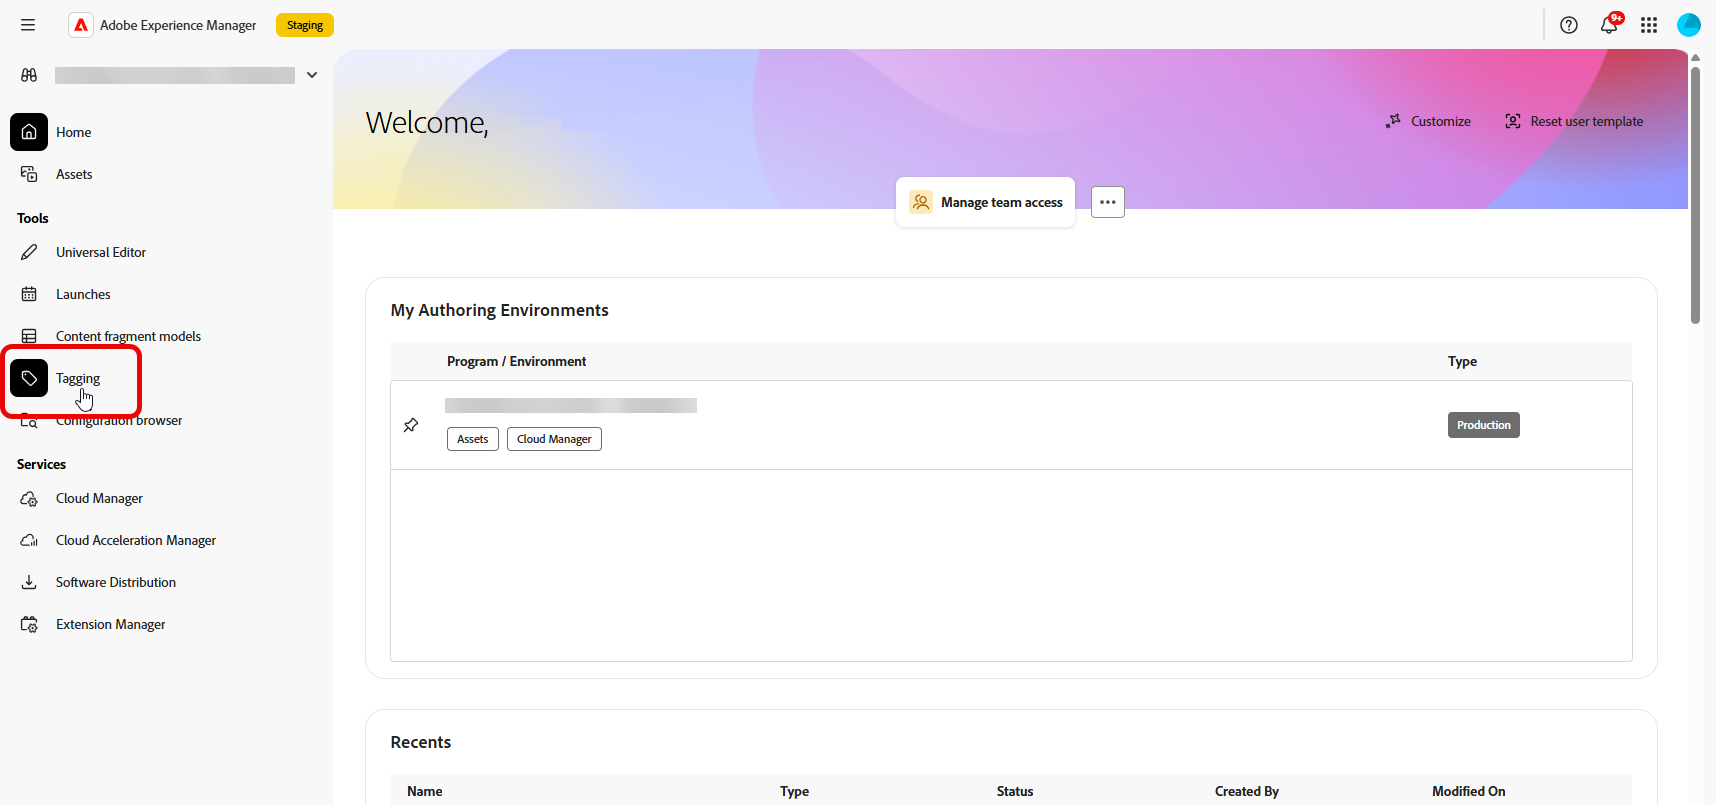 Adobe Experience Manager
Staging
9+
Home
Assets
Tools
Universal Editor
Launches
Content fragment models
Tagging
Configuration browser
Services
Cloud Manager
Cloud Acceleration Manager
Software Distribution
Extension Manager
Welcome,
Customize
Reset user template
Manage team access
My Authoring Environments
Program / Environment
Type
Assets
Cloud Manager
Production
Recents
Name
Type
Status
Created By
Modified On